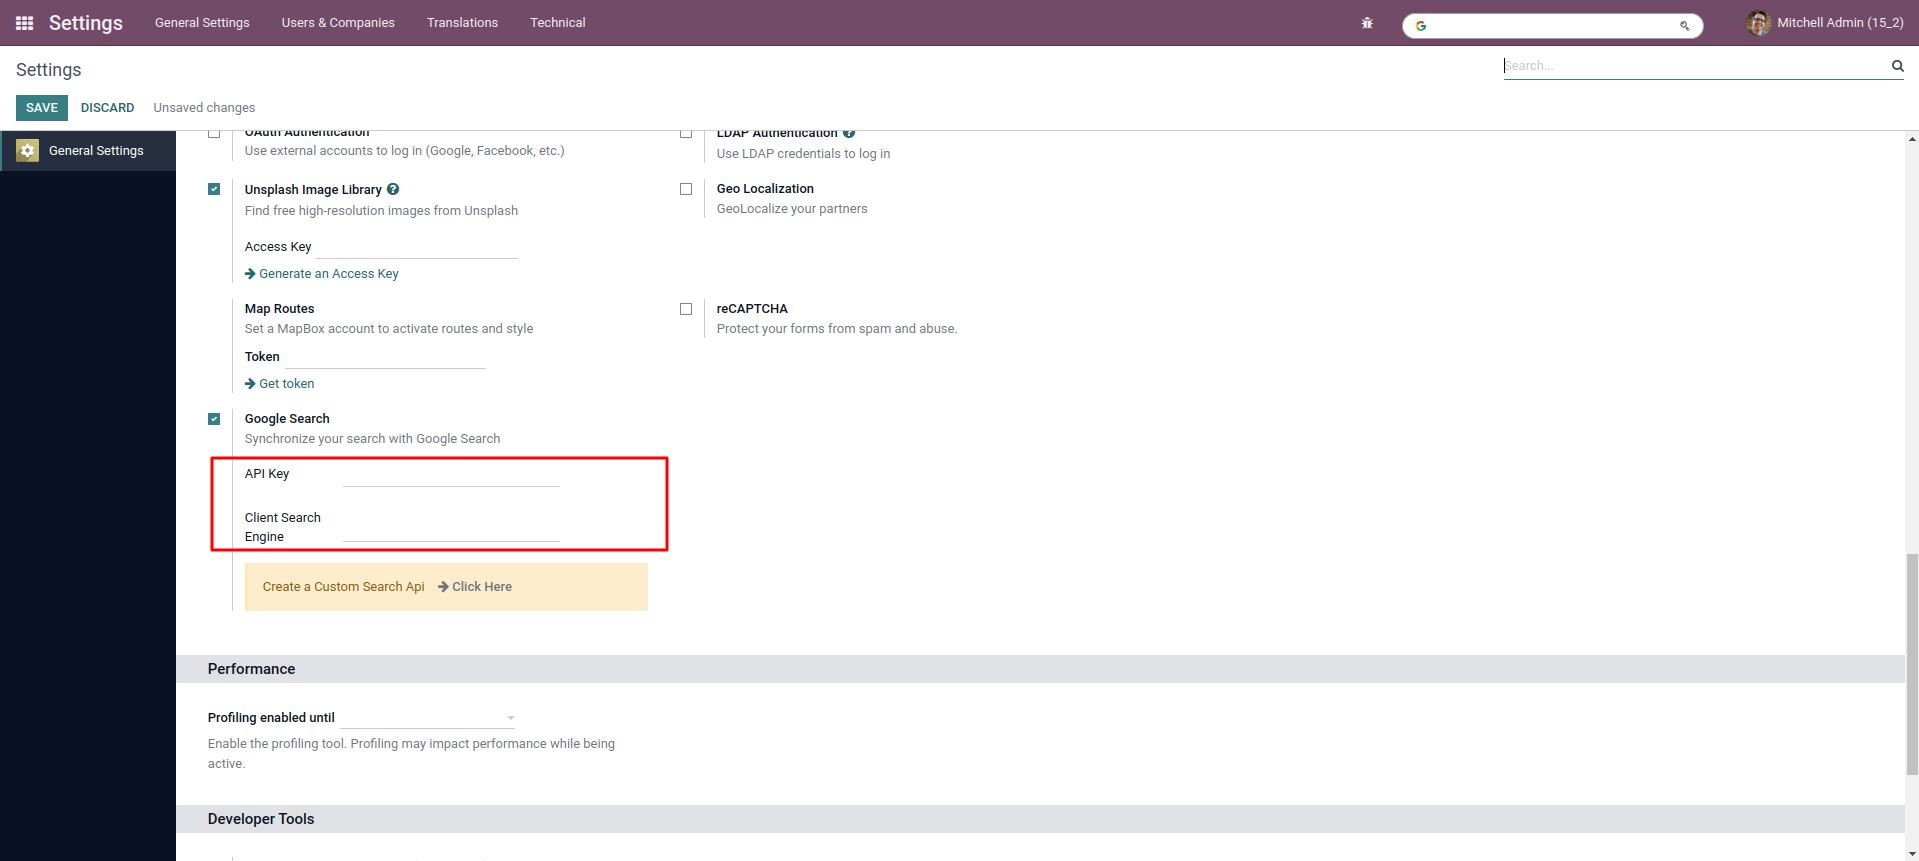 Settings
General Settings
Users & Companies
Translations
Technical
Mitchell Admin (15_2)
Settings
Search...
SAVE
DISCARD
Unsaved changes
General Settings
OAuth Authentication
Use external accounts to log in (Google, Facebook, etc.)
LDAP Authentication
Use LDAP credentials to log in
Unsplash Image Library
Find free high-resolution images from Unsplash
Access Key
Generate an Access Key
Geo Localization
GeoLocalize your partners
Map Routes
Set a MapBox account to activate routes and style
Token
Get token
reCAPTCHA
Protect your forms from spam and abuse.
Google Search
Synchronize your search with Google Search
API Key
Client Search
Engine
Create a Custom Search Api Click Here
Performance
Profiling enabled until
Enable the profiling tool. Profiling may impact performance while being
active.
Developer Tools